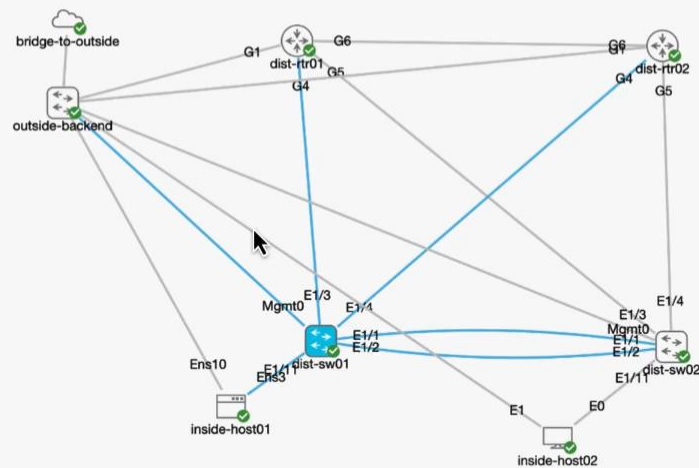 bridge-to-outside
G1
G6
dist-rtr01
G5
G4
G6
G1
dist-rtr02
G4
G5
outside-backend
Mgmt0
E1/3
E1/4
E1/1
E1/2
dist-sw01
E1/11
Ens3
Ens10
inside-host01
E1/4
E1/3
Mgmt0
E1/1
E1/2
dist-sw02
E1/11
E0
E1
inside-host02